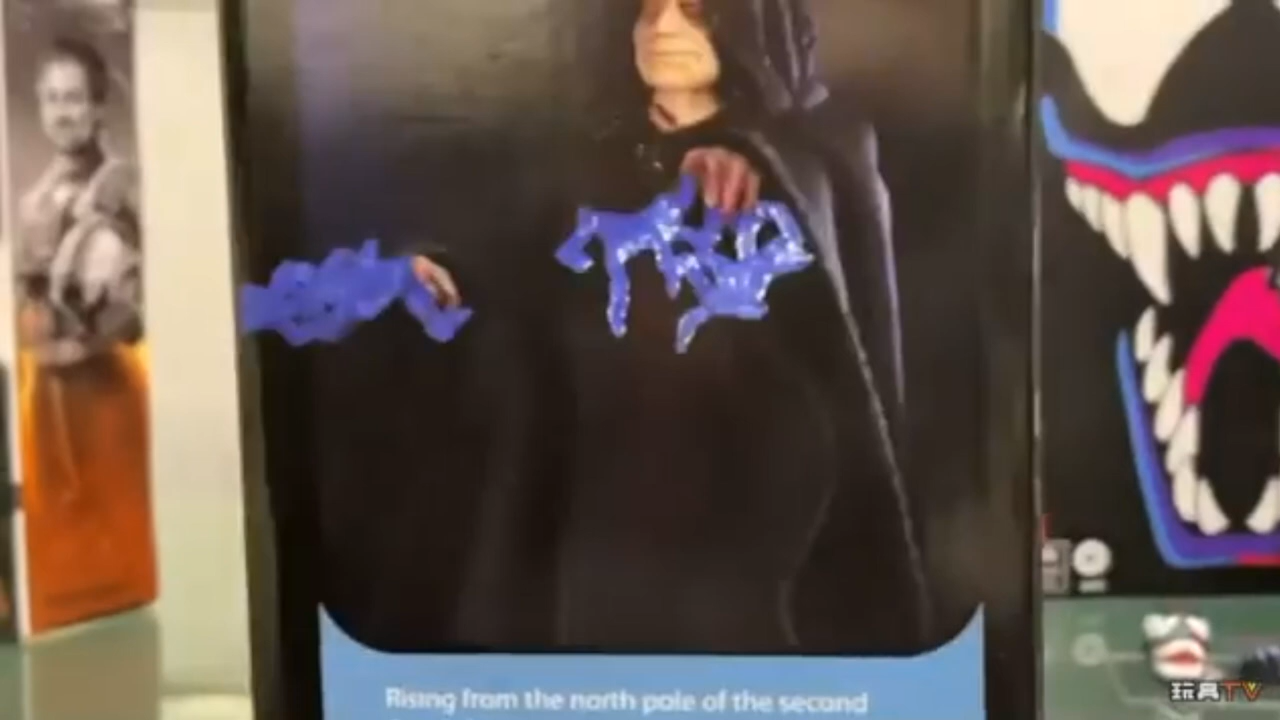 Rising from the north pole of the second
玩具TV